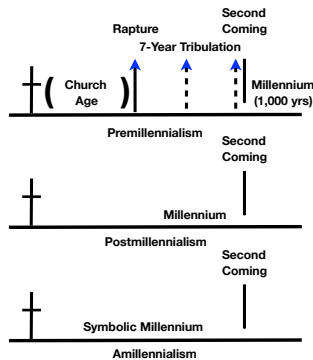 Second
Coming
Rapture
7-Year Tribulation
( Church
Age )
Millennium
(1,000 yrs)
Premillennialism
Second
Coming
Millennium
Postmillennialism
Second
Coming
Symbolic Millennium
Amillennialism